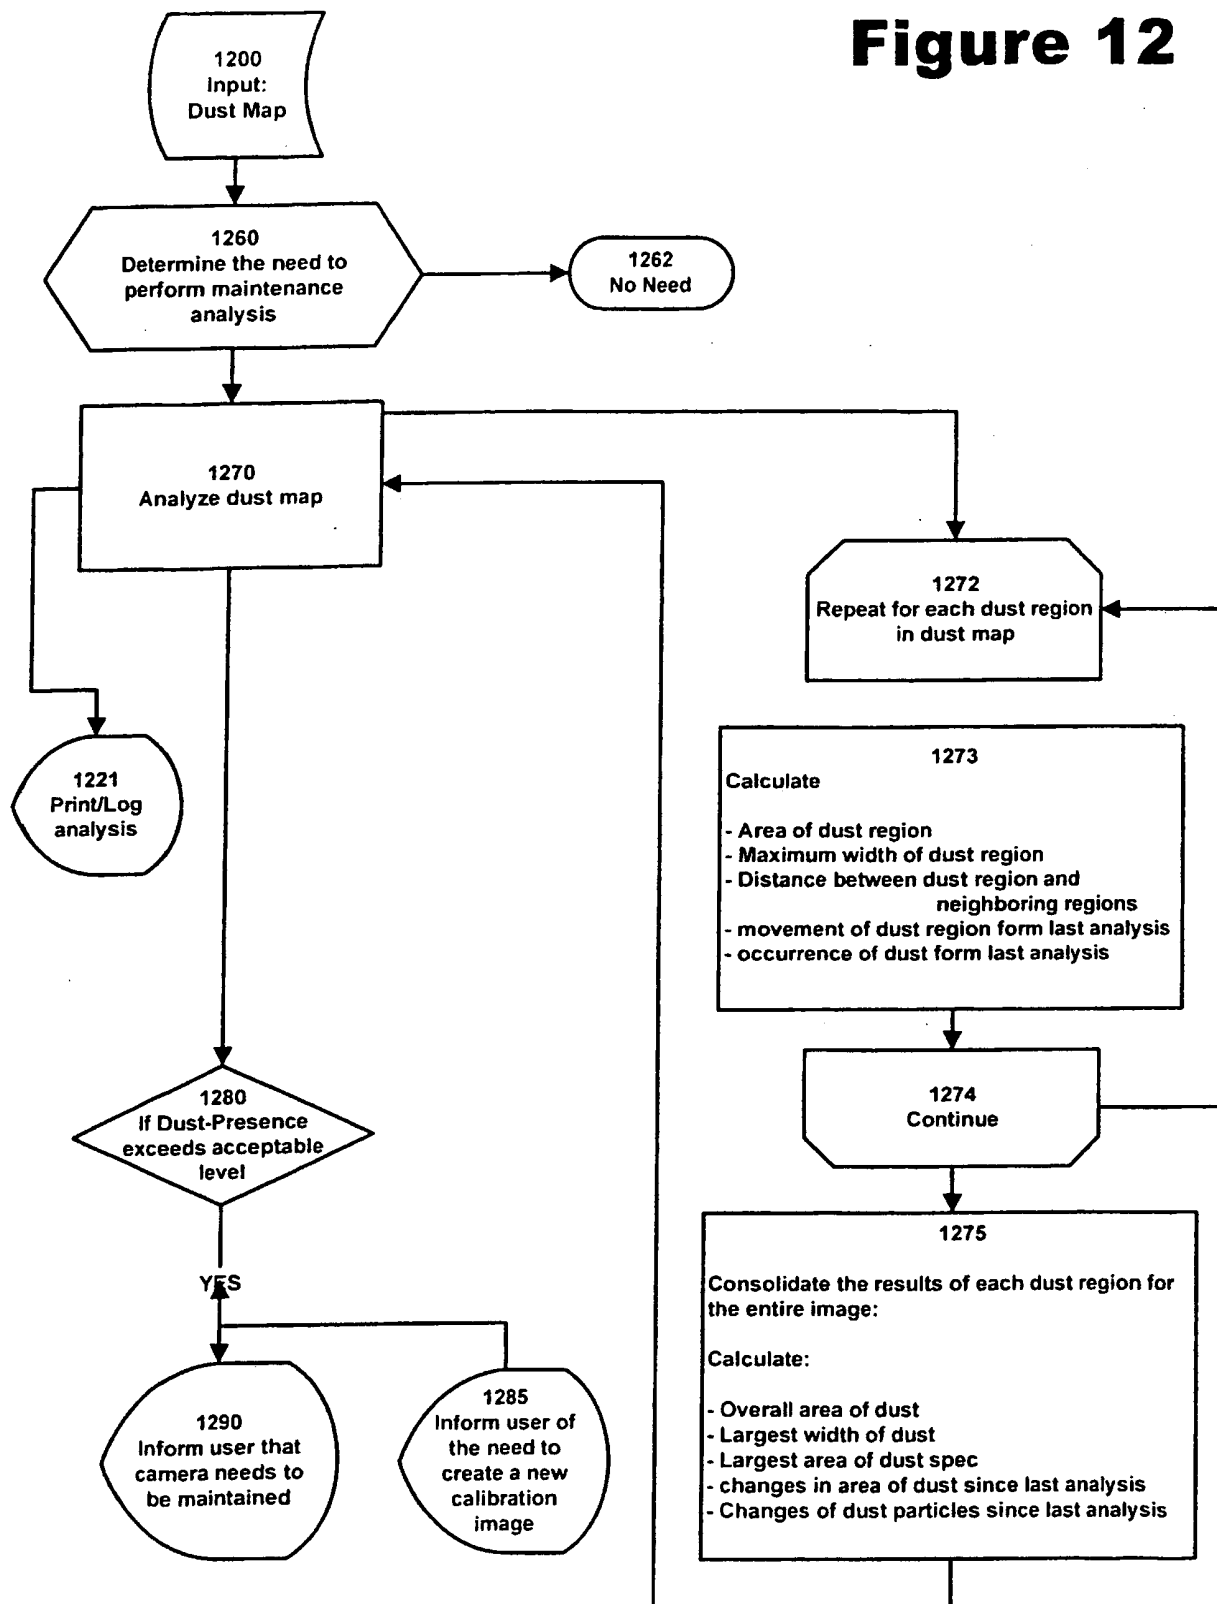 Figure 12
1200
Input:
Dust Map
1260
Determine the need to
perform maintenance
analysis
1262
No Need
1270
Analyze dust map
1272
Repeat for each dust region
in dust map
1221
Print/Log
analysis
1273
Calculate
- Area of dust region
- Maximum width of dust region
- Distance between dust region and
neighboring regions
- movement of dust region form last analysis
- occurrence of dust form last analysis
1274
Continue
1280
If Dust-Presence
exceeds acceptable
level
YES
1290
Inform user that
camera needs to
be maintained
1285
Inform user of
the need to
create a new
calibration
image
1275
Consolidate the results of each dust region for
the entire image:
Calculate:
- Overall area of dust
- Largest width of dust
- Largest area of dust spec
- changes in area of dust since last analysis
- Changes of dust particles since last analysis